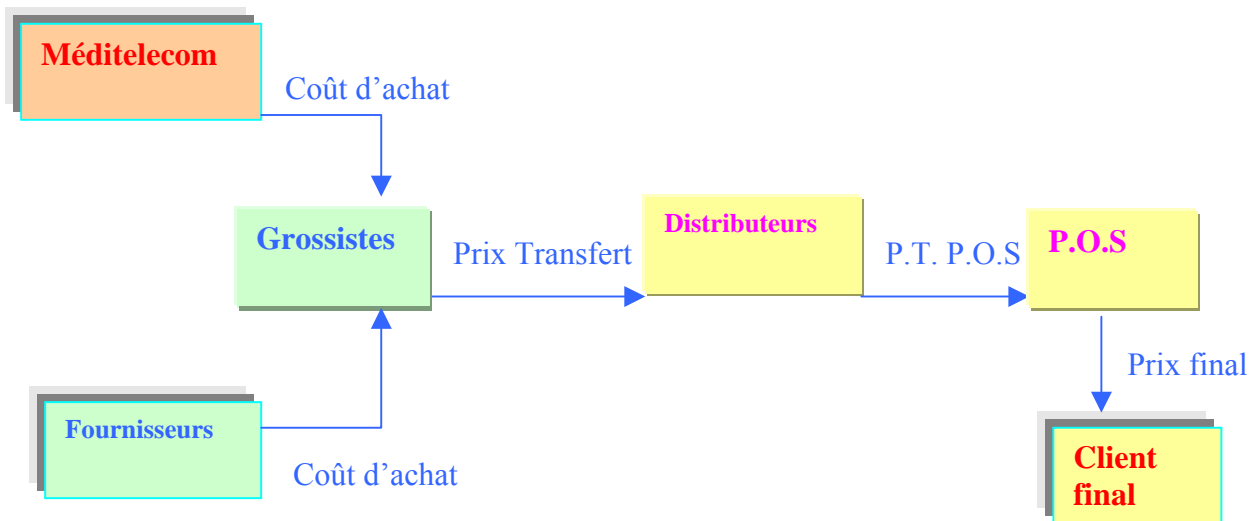 Méditelecom
Coût d’achat
Grossistes
Prix Transfert
Distributeurs
P.T. P.O.S
P.O.S
Prix final
Fournisseurs
Coût d’achat
Client
final